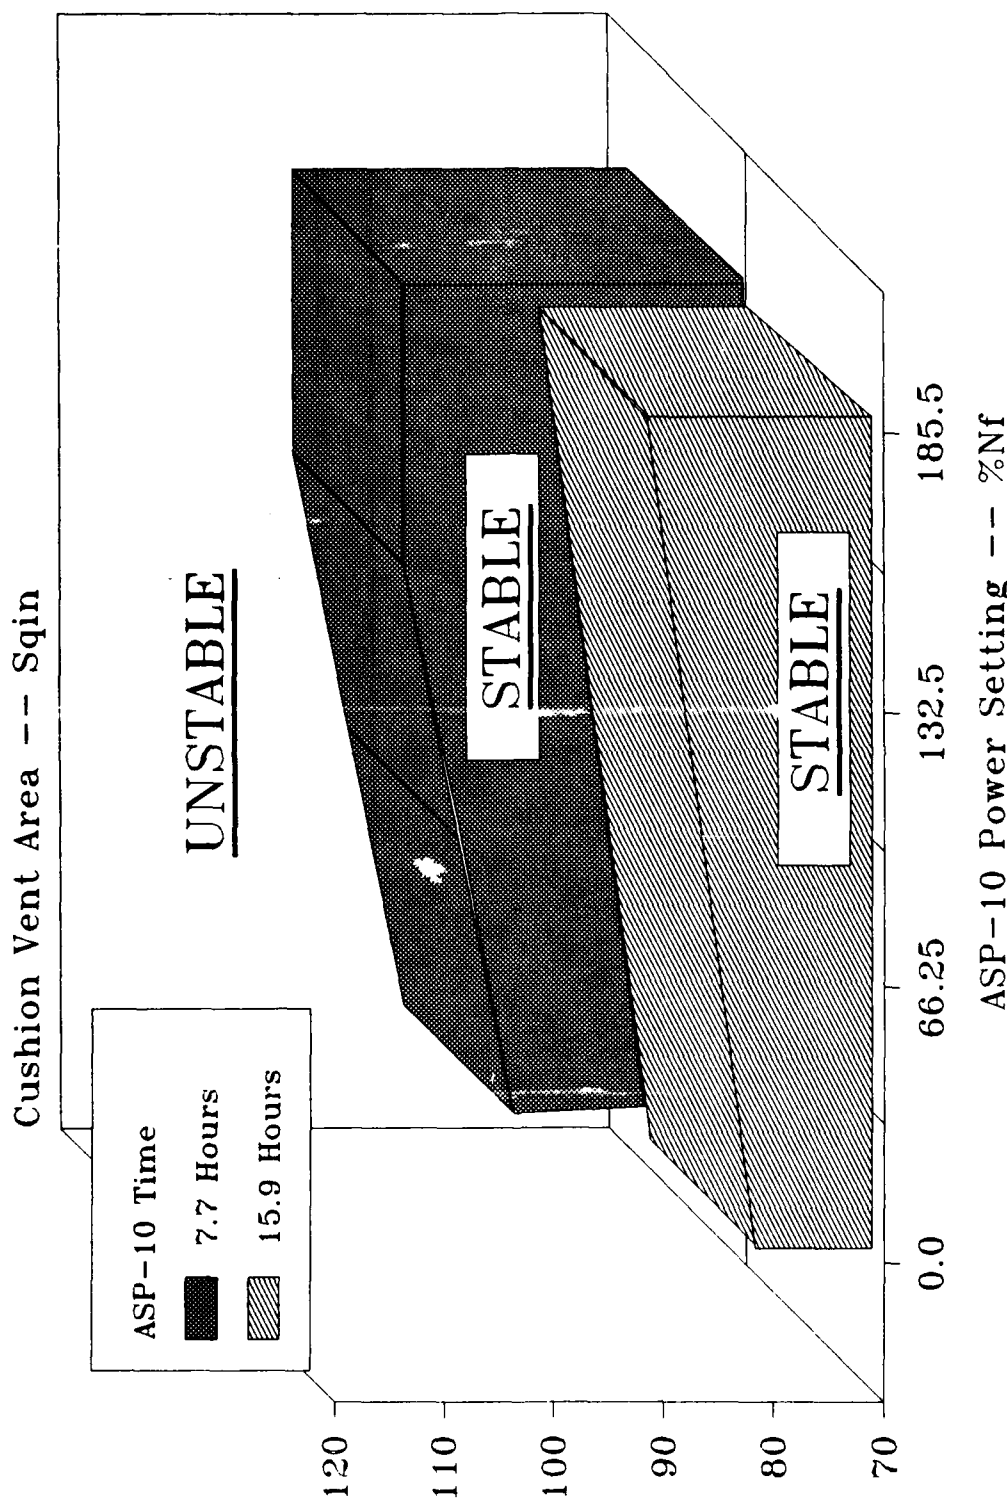 Cushion Vent Area -- Sqin
ASP-10 Time
7.7 Hours
15.9 Hours
UNSTABLE
STABLE
STABLE
120
110
100
90
80
70
0.0
66.25
132.5
185.5
ASP-10 Power Setting -- %Nf